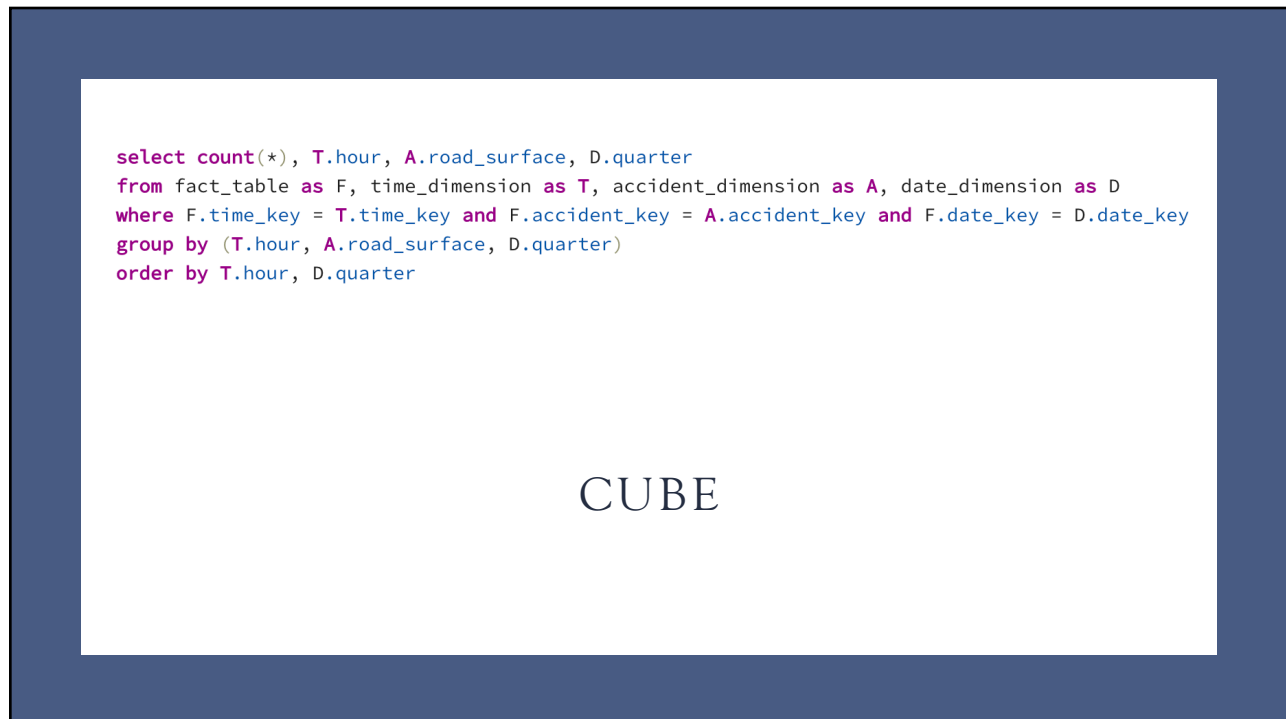 select count(*), T.hour, A.road_surface, D.quarter
from fact_table as F, time_dimension as T, accident_dimension as A, date_dimension as D
where F.time_key = T.time_key and F.accident_key = A.accident_key and F.date_key = D.date_key
group by (T.hour, A.road_surface, D.quarter)
order by T.hour, D.quarter
CUBE